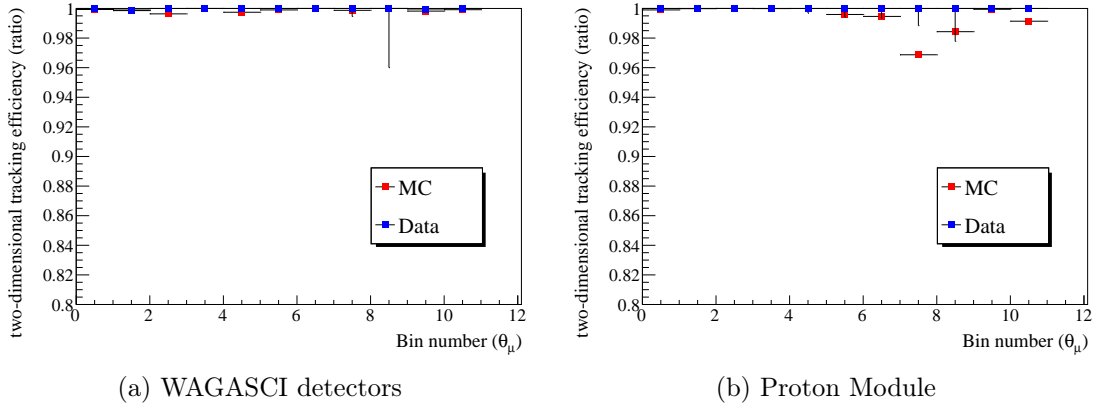 two-dimensional tracking efficiency (ratio)
1
0.98
0.96
0.94
0.92
0.9
0.88
0.86
0.84
0.82
0.8
MC
Data
0 2 4 6 8 10 12
Bin number (θμ)
(a) WAGASCI detectors
two-dimensional tracking efficiency (ratio)
1
0.98
0.96
0.94
0.92
0.9
0.88
0.86
0.84
0.82
0.8
MC
Data
0 2 4 6 8 10 12
Bin number (θμ)
(b) Proton Module